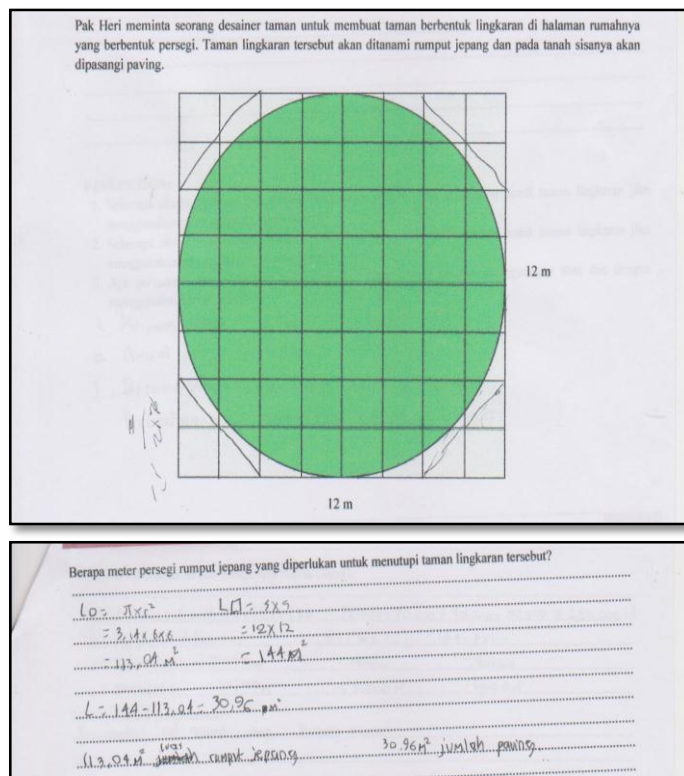 Pak Heri meminta seorang desainer taman untuk membuat taman berbentuk lingkaran di halaman rumahnya
yang berbentuk persegi. Taman lingkaran tersebut akan ditanami rumput jepang dan pada tanah sisanya akan
dipasangi paving.
12 m
12 m
Berapa meter persegi rumput jepang yang diperlukan untuk menutupi taman lingkaran tersebut?
LO = π x r² L□ = s x s
= 3,14 x 6 x 6 = 12 x 12
= 113,04 m² = 144 m²
L = 144 - 113,04 = 30,96 m²
113,04 m² luas rumput jepang 30.96 m² jumlah paving